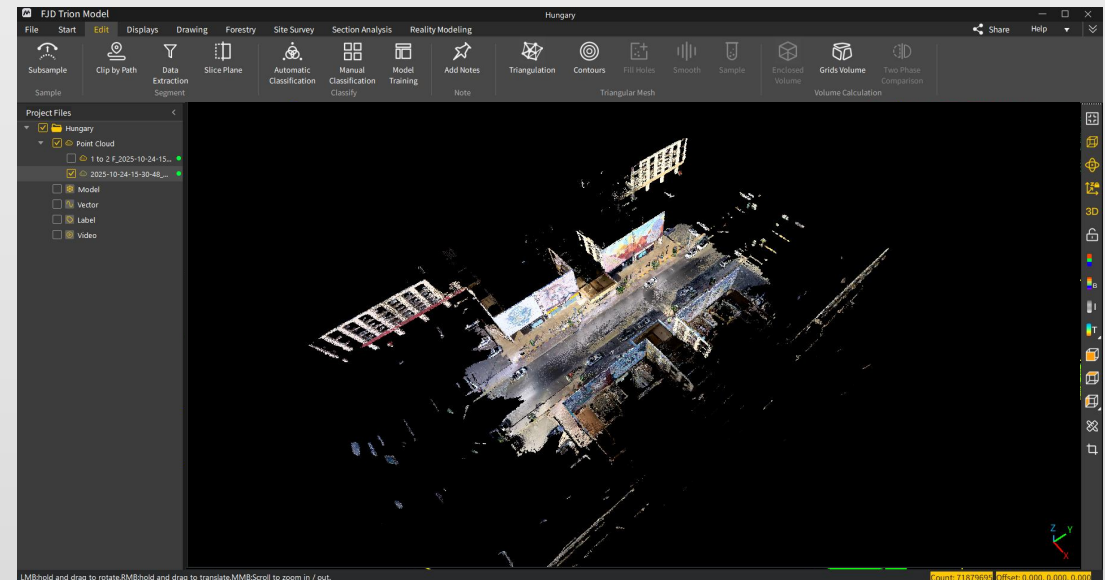 FJD Trion Model
Hungary
File Start Edit Displays Drawing Forestry Site Survey Section Analysis Reality Modeling Share Help
Subsample
Clip by Path
Data Extraction
Slice Plane
Automatic Classification
Manual Classification
Model Training
Add Notes
Triangulation
Contours
Fill Holes
Smooth
Sample
Enclosed Volume
Grids Volume
Two Phase Comparison
Sample Segment Classify Note Triangular Mesh Volume Calculation
Project Files
Hungary
Point Cloud
1 to 2 F_2025-10-24-15...
2025-10-24-15-30-48_...
Model
Vector
Label
Video
3D
B
I
T
Z
Y
X
LMB:hold and drag to rotate,RMB:hold and drag to translate,MMB:Scroll to zoom in / out.
Count: 71879695 Offset: 0.000, 0.000, 0.000